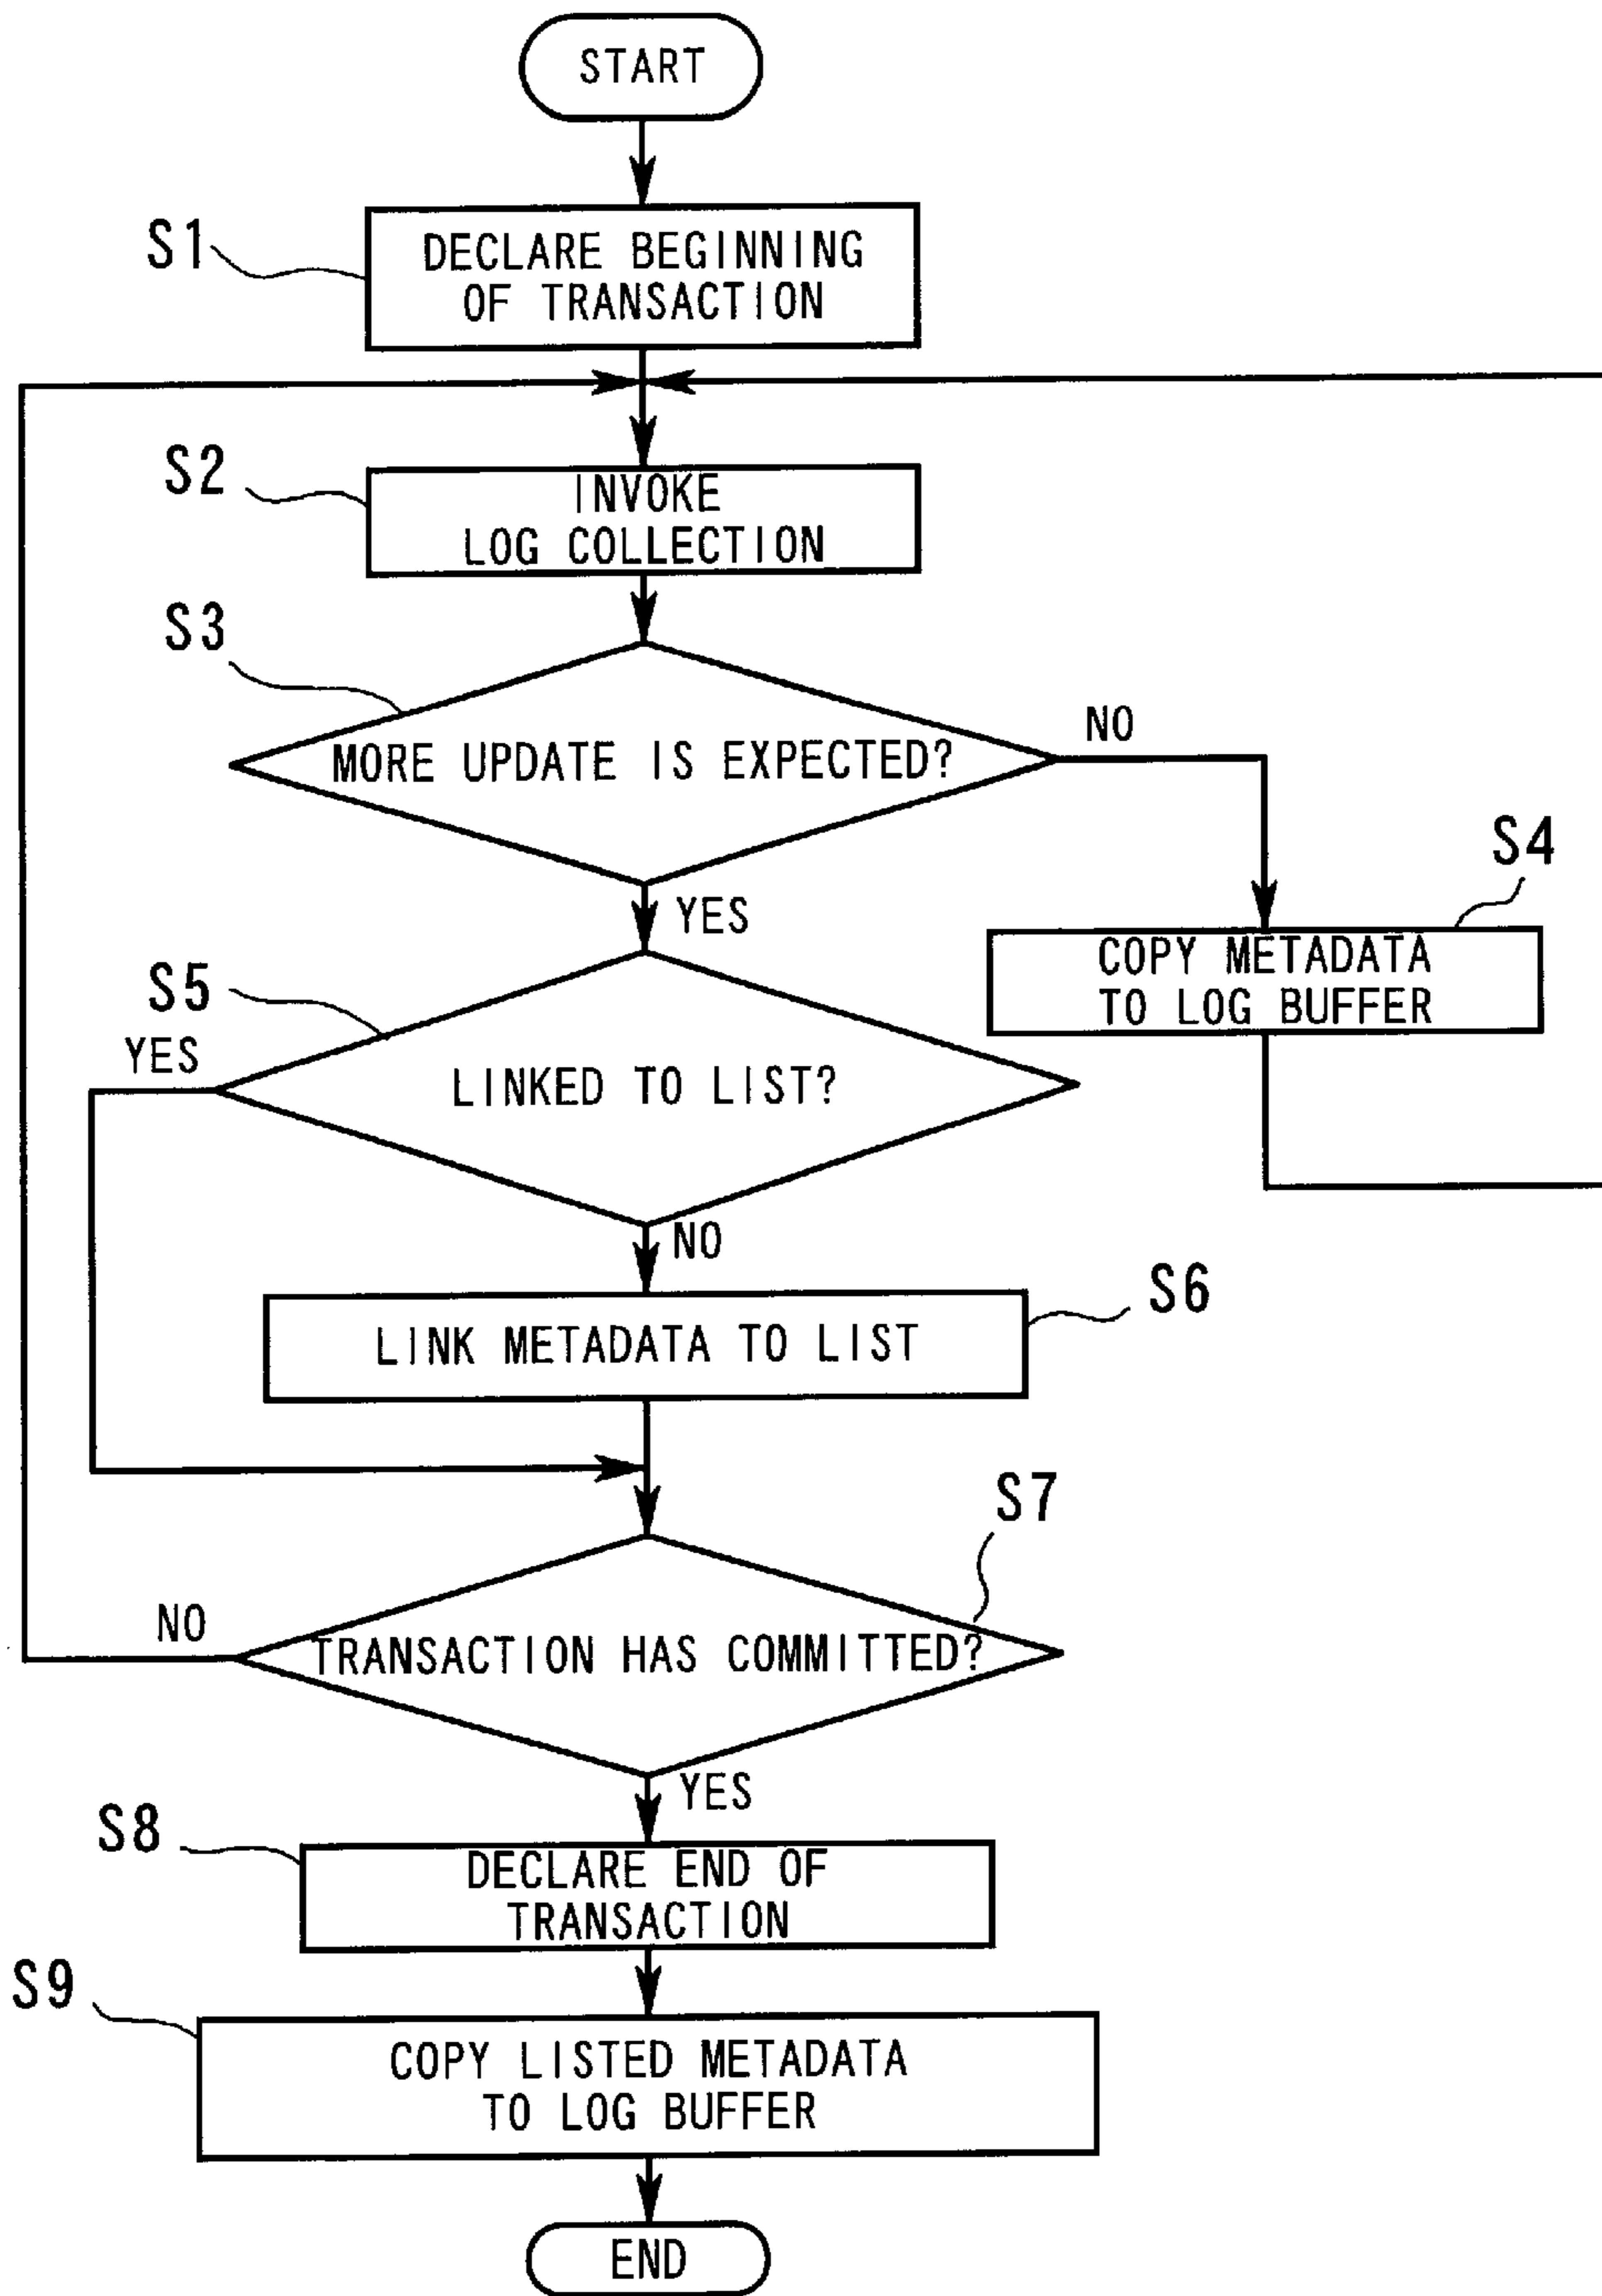 START
S1
DECLARE BEGINNING
OF TRANSACTION
S2
INVOKE
LOG COLLECTION
S3
MORE UPDATE IS EXPECTED?
NO
YES
S4
COPY METADATA
TO LOG BUFFER
S5
YES
LINKED TO LIST?
NO
S6
LINK METADATA TO LIST
S7
NO
TRANSACTION HAS COMMITTED?
YES
S8
DECLARE END OF
TRANSACTION
S9
COPY LISTED METADATA
TO LOG BUFFER
END